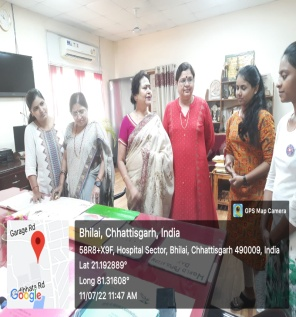 Garage Rd
Google
GPS Map Camera
Bhilai, Chhattisgarh, India
58R8+X9F, Hospital Sector, Bhilai, Chhattisgarh 490009, India
Lat 21.192889°
Long 81.31608°
11/07/22 11:47 AM